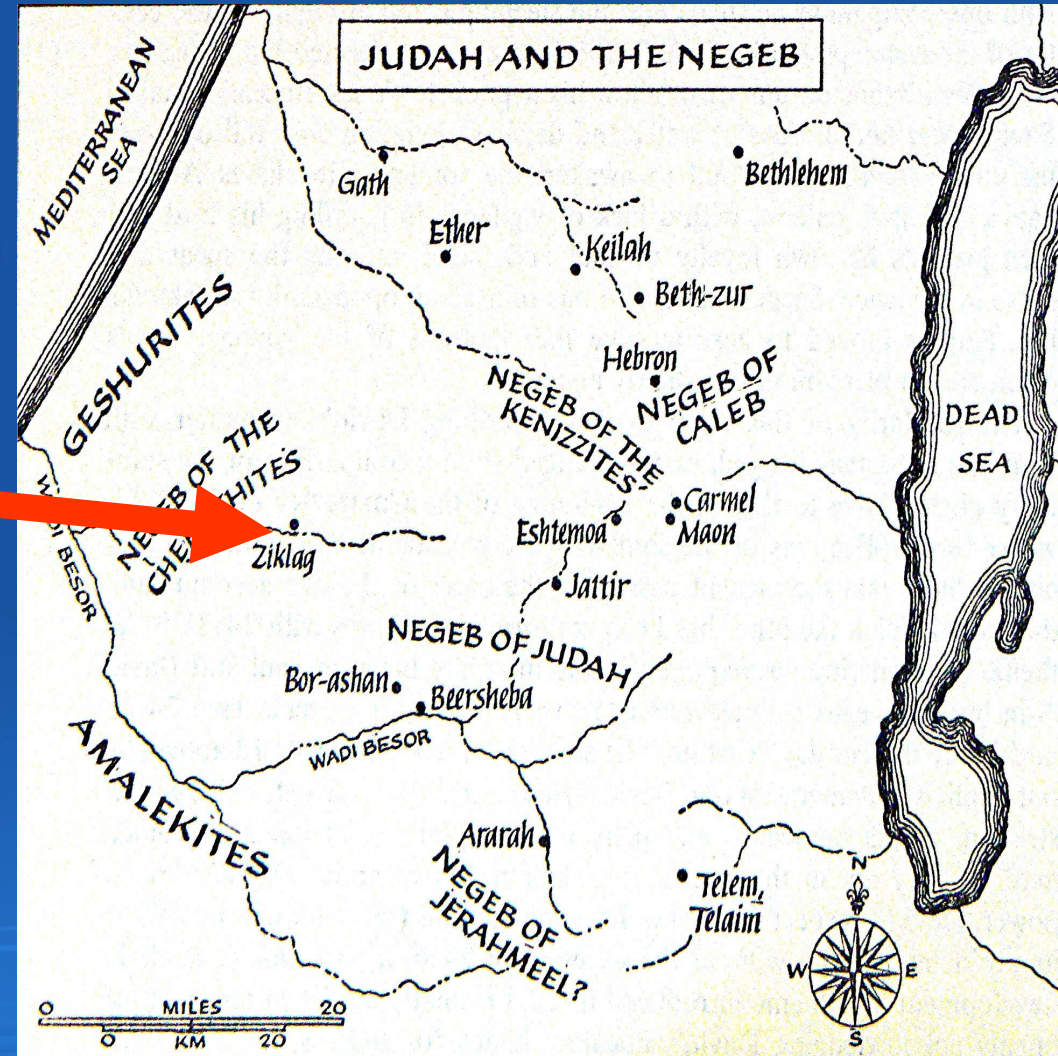 JUDAH AND THE NEGEB
MEDITERRANEAN
SEA
Gath
Bethlehem
Ether
Keilah
Beth-zur
GESHURITES
Hebron
NEGEB OF
CALEB
NEGEB OF THE
KENIZZITES
DEAD
SEA
NEGEB OF THE
CHERETHITES
WADI BESOR
Ziklag
Carmel
Eshtemoa
Maon
Jattir
NEGEB OF JUDAH
Bor-ashan
Beersheba
WADI BESOR
AMALEKITES
Ararah
NEGEB OF
JERAHMEEL?
Telem,
Telaim
N
W
E
S
0
MILES
20
0
KM
20